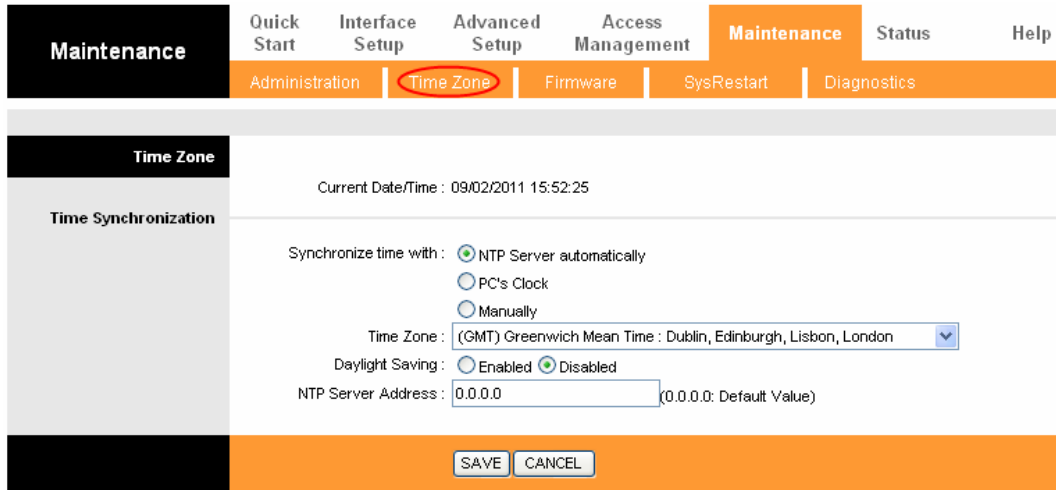 Maintenance
Quick Start
Interface Setup
Advanced Setup
Access Management
Maintenance
Status
Help
Administration
Time Zone
Firmware
SysRestart
Diagnostics
Time Zone
Current Date/Time : 09/02/2011 15:52:25
Time Synchronization
Synchronize time with : NTP Server automatically
PC's Clock
Manually
Time Zone : (GMT) Greenwich Mean Time : Dublin, Edinburgh, Lisbon, London
Daylight Saving : Enabled Disabled
NTP Server Address : 0.0.0.0 (0.0.0.0: Default Value)
SAVE CANCEL